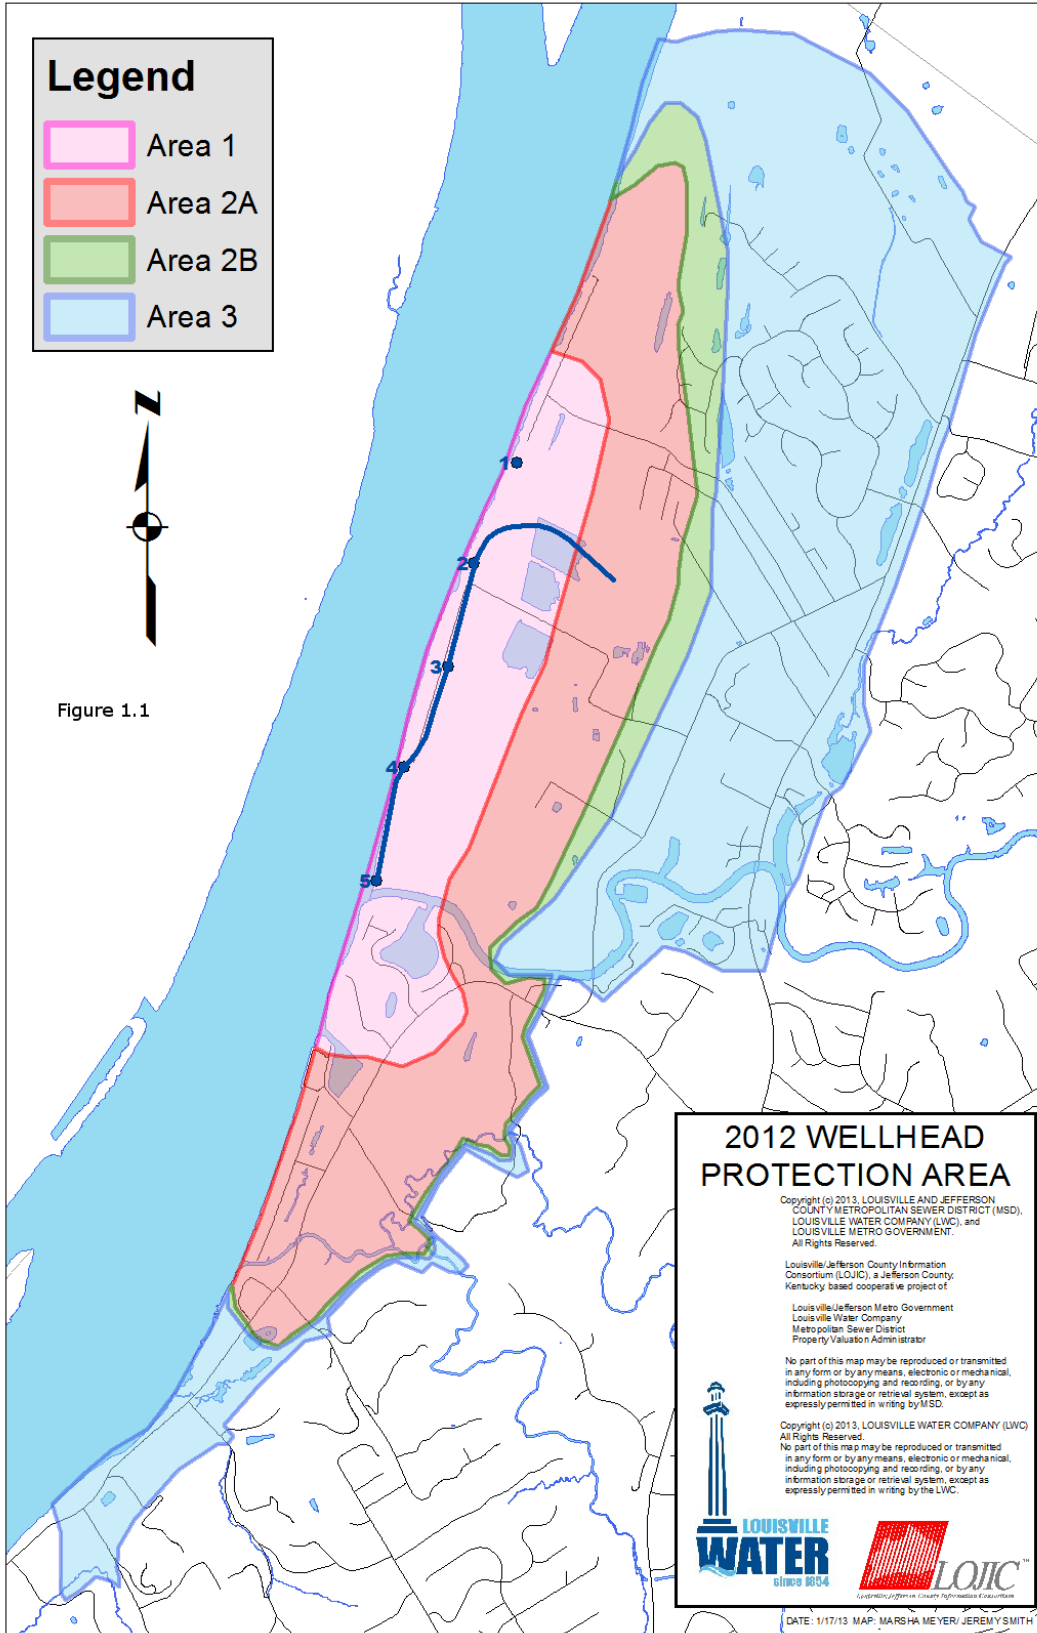 Legend
Area 1
Area 2A
Area 2B
Area 3
N
1
2
3
4
5
Figure 1.1
2012 WELLHEAD
PROTECTION AREA
Copyright (c) 2013, LOUISVILLE AND JEFFERSON
COUNTY METROPOLITAN SEWER DISTRICT (MSD),
LOUISVILLE WATER COMPANY (LWC), and
LOUISVILLE METRO GOVERNMENT.
All Rights Reserved.
Louisville/Jefferson County Information
Consortium (LOJIC), a Jefferson County,
Kentucky, based cooperative project of:
Louisville/Jefferson Metro Government
Louisville Water Company
Metropolitan Sewer District
Property Valuation Administrator
No part of this map may be reproduced or transmitted
in any form or by any means, electronic or mechanical,
including photocopying and recording, or by any
information storage or retrieval system, except as
expressly permitted in writing by MSD.
Copyright (c) 2013, LOUISVILLE WATER COMPANY (LWC)
All Rights Reserved.
No part of this map may be reproduced or transmitted
in any form or by any means, electronic or mechanical,
including photocopying and recording, or by any
information storage or retrieval system, except as
expressly permitted in writing by the LWC.
LOUISVILLE
WATER
since 1854
LOJIC™
Louisville/Jefferson County Information Consortium
DATE: 1/17/13 MAP: MARSHA MEYER/ JEREMY SMITH